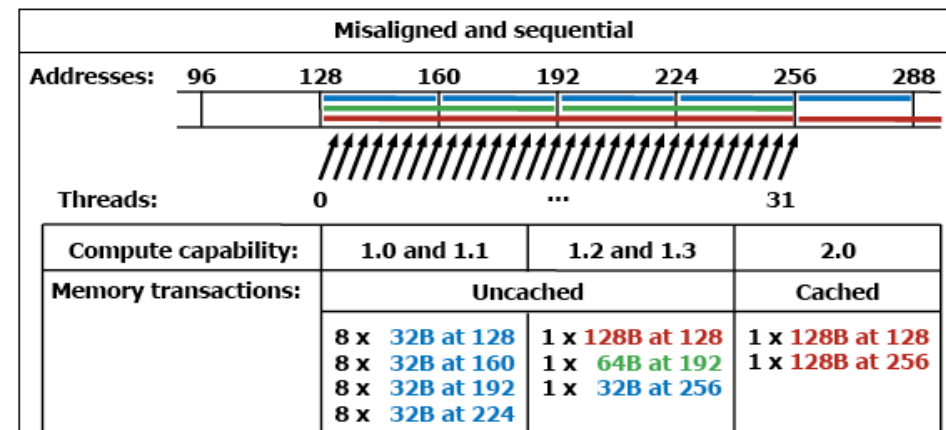 Misaligned and sequential
Addresses: 96 128 160 192 224 256 288
Threads: 0 ... 31
Compute capability: 1.0 and 1.1 1.2 and 1.3 2.0
Memory transactions: Uncached Cached
8 x 32B at 128 1 x 128B at 128 1 x 128B at 128
8 x 32B at 160 1 x 64B at 192 1 x 128B at 256
8 x 32B at 192 1 x 32B at 256
8 x 32B at 224